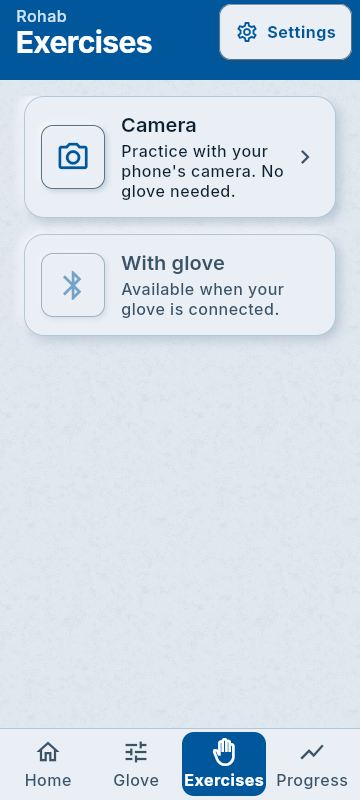 Rohab
Exercises
Settings
Camera
Practice with your
phone's camera. No
glove needed.
With glove
Available when your
glove is connected.
Home
Glove
Exercises
Progress